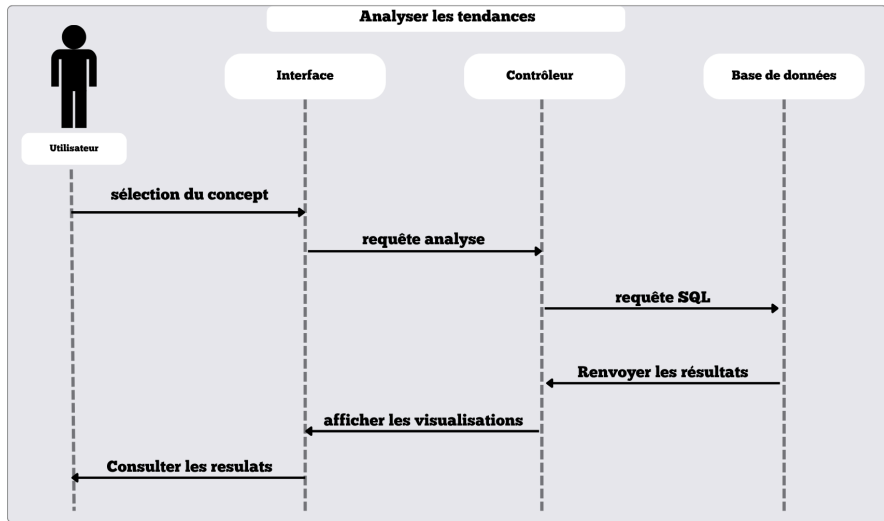 Analyser les tendances
Interface
Contrôleur
Base de données
Utilisateur
sélection du concept
requête analyse
requête SQL
Renvoyer les résultats
afficher les visualisations
Consulter les resulats